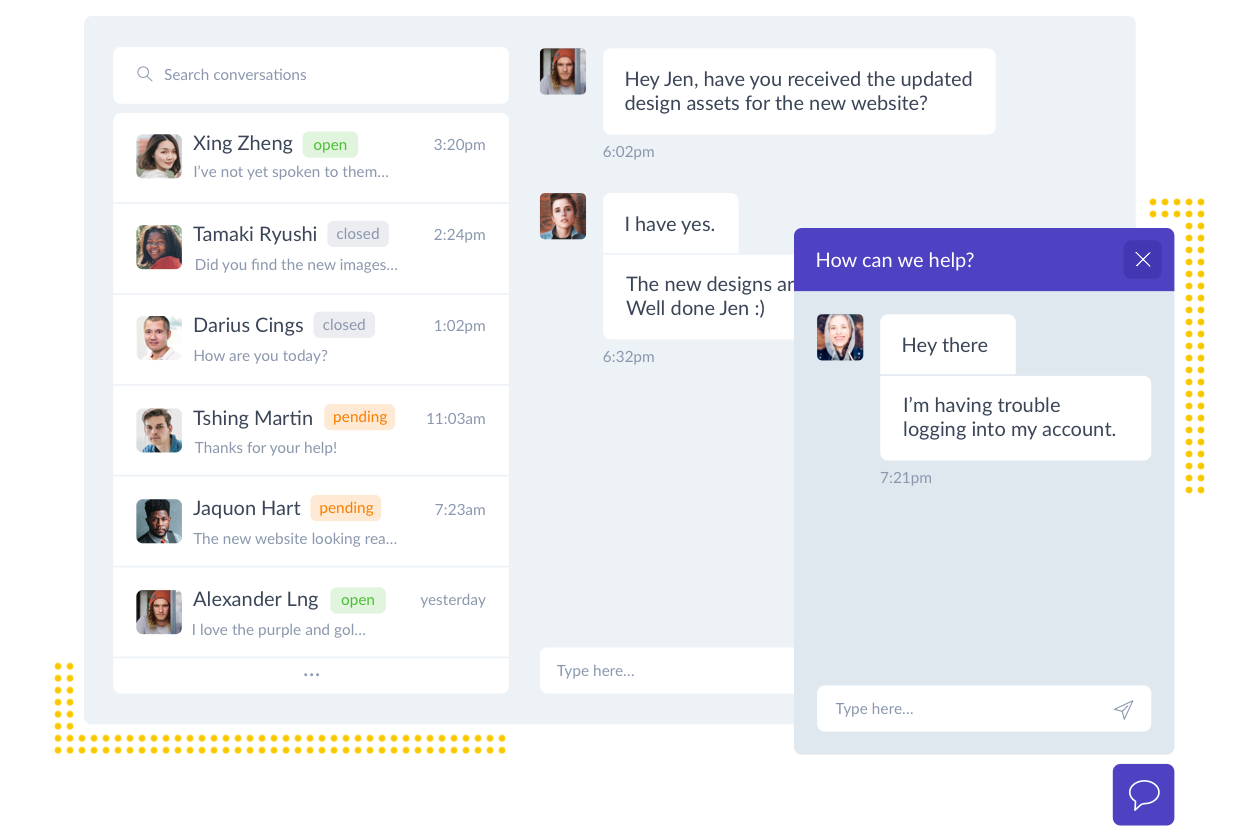 Search conversations
Xing Zheng open 3:20pm
I've not yet spoken to them...
Tamaki Ryushi closed 2:24pm
Did you find the new images...
Darius Cings closed 1:02pm
How are you today?
Tshing Martin pending 11:03am
Thanks for your help!
Jaquon Hart pending 7:23am
The new website looking rea...
Alexander Lng open yesterday
I love the purple and gol...
...
Hey Jen, have you received the updated
design assets for the new website?
6:02pm
I have yes.
The new designs ar
Well done Jen :)
6:32pm
Type here...
How can we help?
Hey there
I'm having trouble
logging into my account.
7:21pm
Type here...